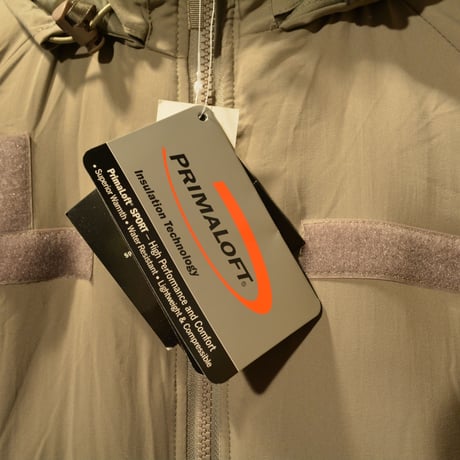 PRIMALOFT®
Insulation Technology
PrimaLoft® SPORT – High Performance and Comfort
• Superior Warmth • Water Resistant • Lightweight & Compressible